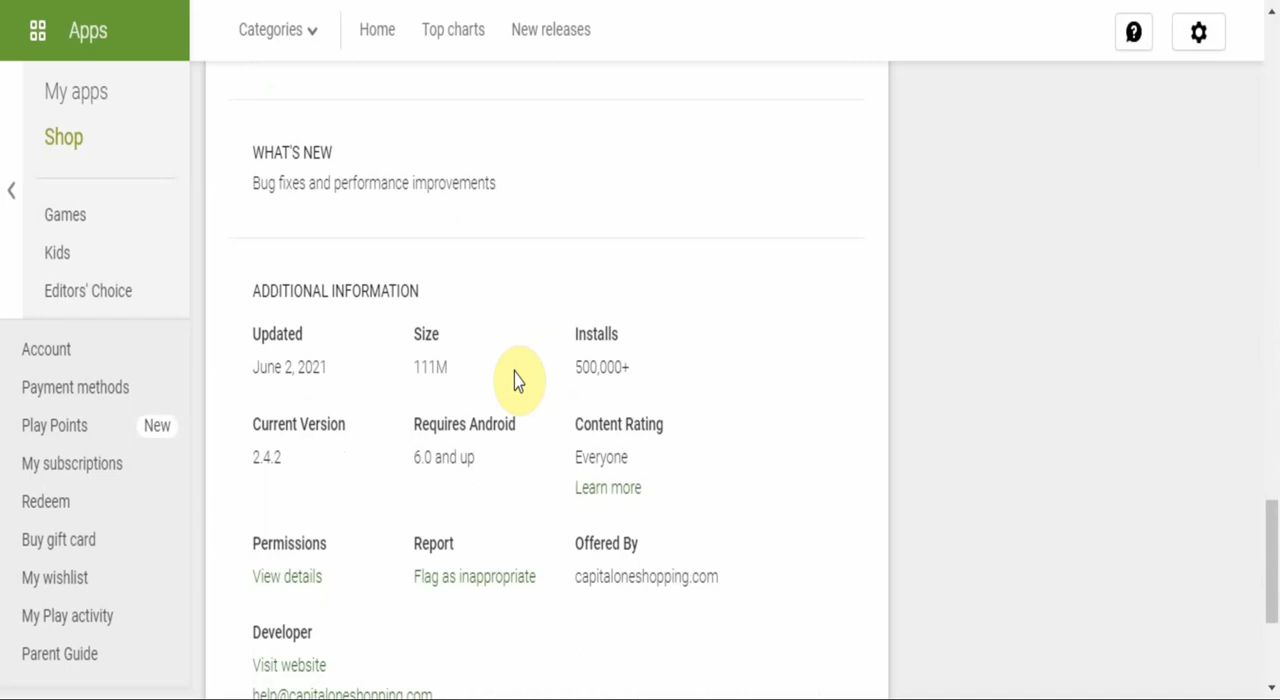 Apps
Categories
Home
Top charts
New releases
My apps
Shop
Games
Kids
Editors' Choice
Account
Payment methods
Play Points New
My subscriptions
Redeem
Buy gift card
My wishlist
My Play activity
Parent Guide
WHAT'S NEW
Bug fixes and performance improvements
ADDITIONAL INFORMATION
Updated Size Installs
June 2, 2021 111M 500,000+
Current Version Requires Android Content Rating
2.4.2 6.0 and up Everyone
Learn more
Permissions Report Offered By
View details Flag as inappropriate capitaloneshopping.com
Developer
Visit website
help@capitaloneshopping.com